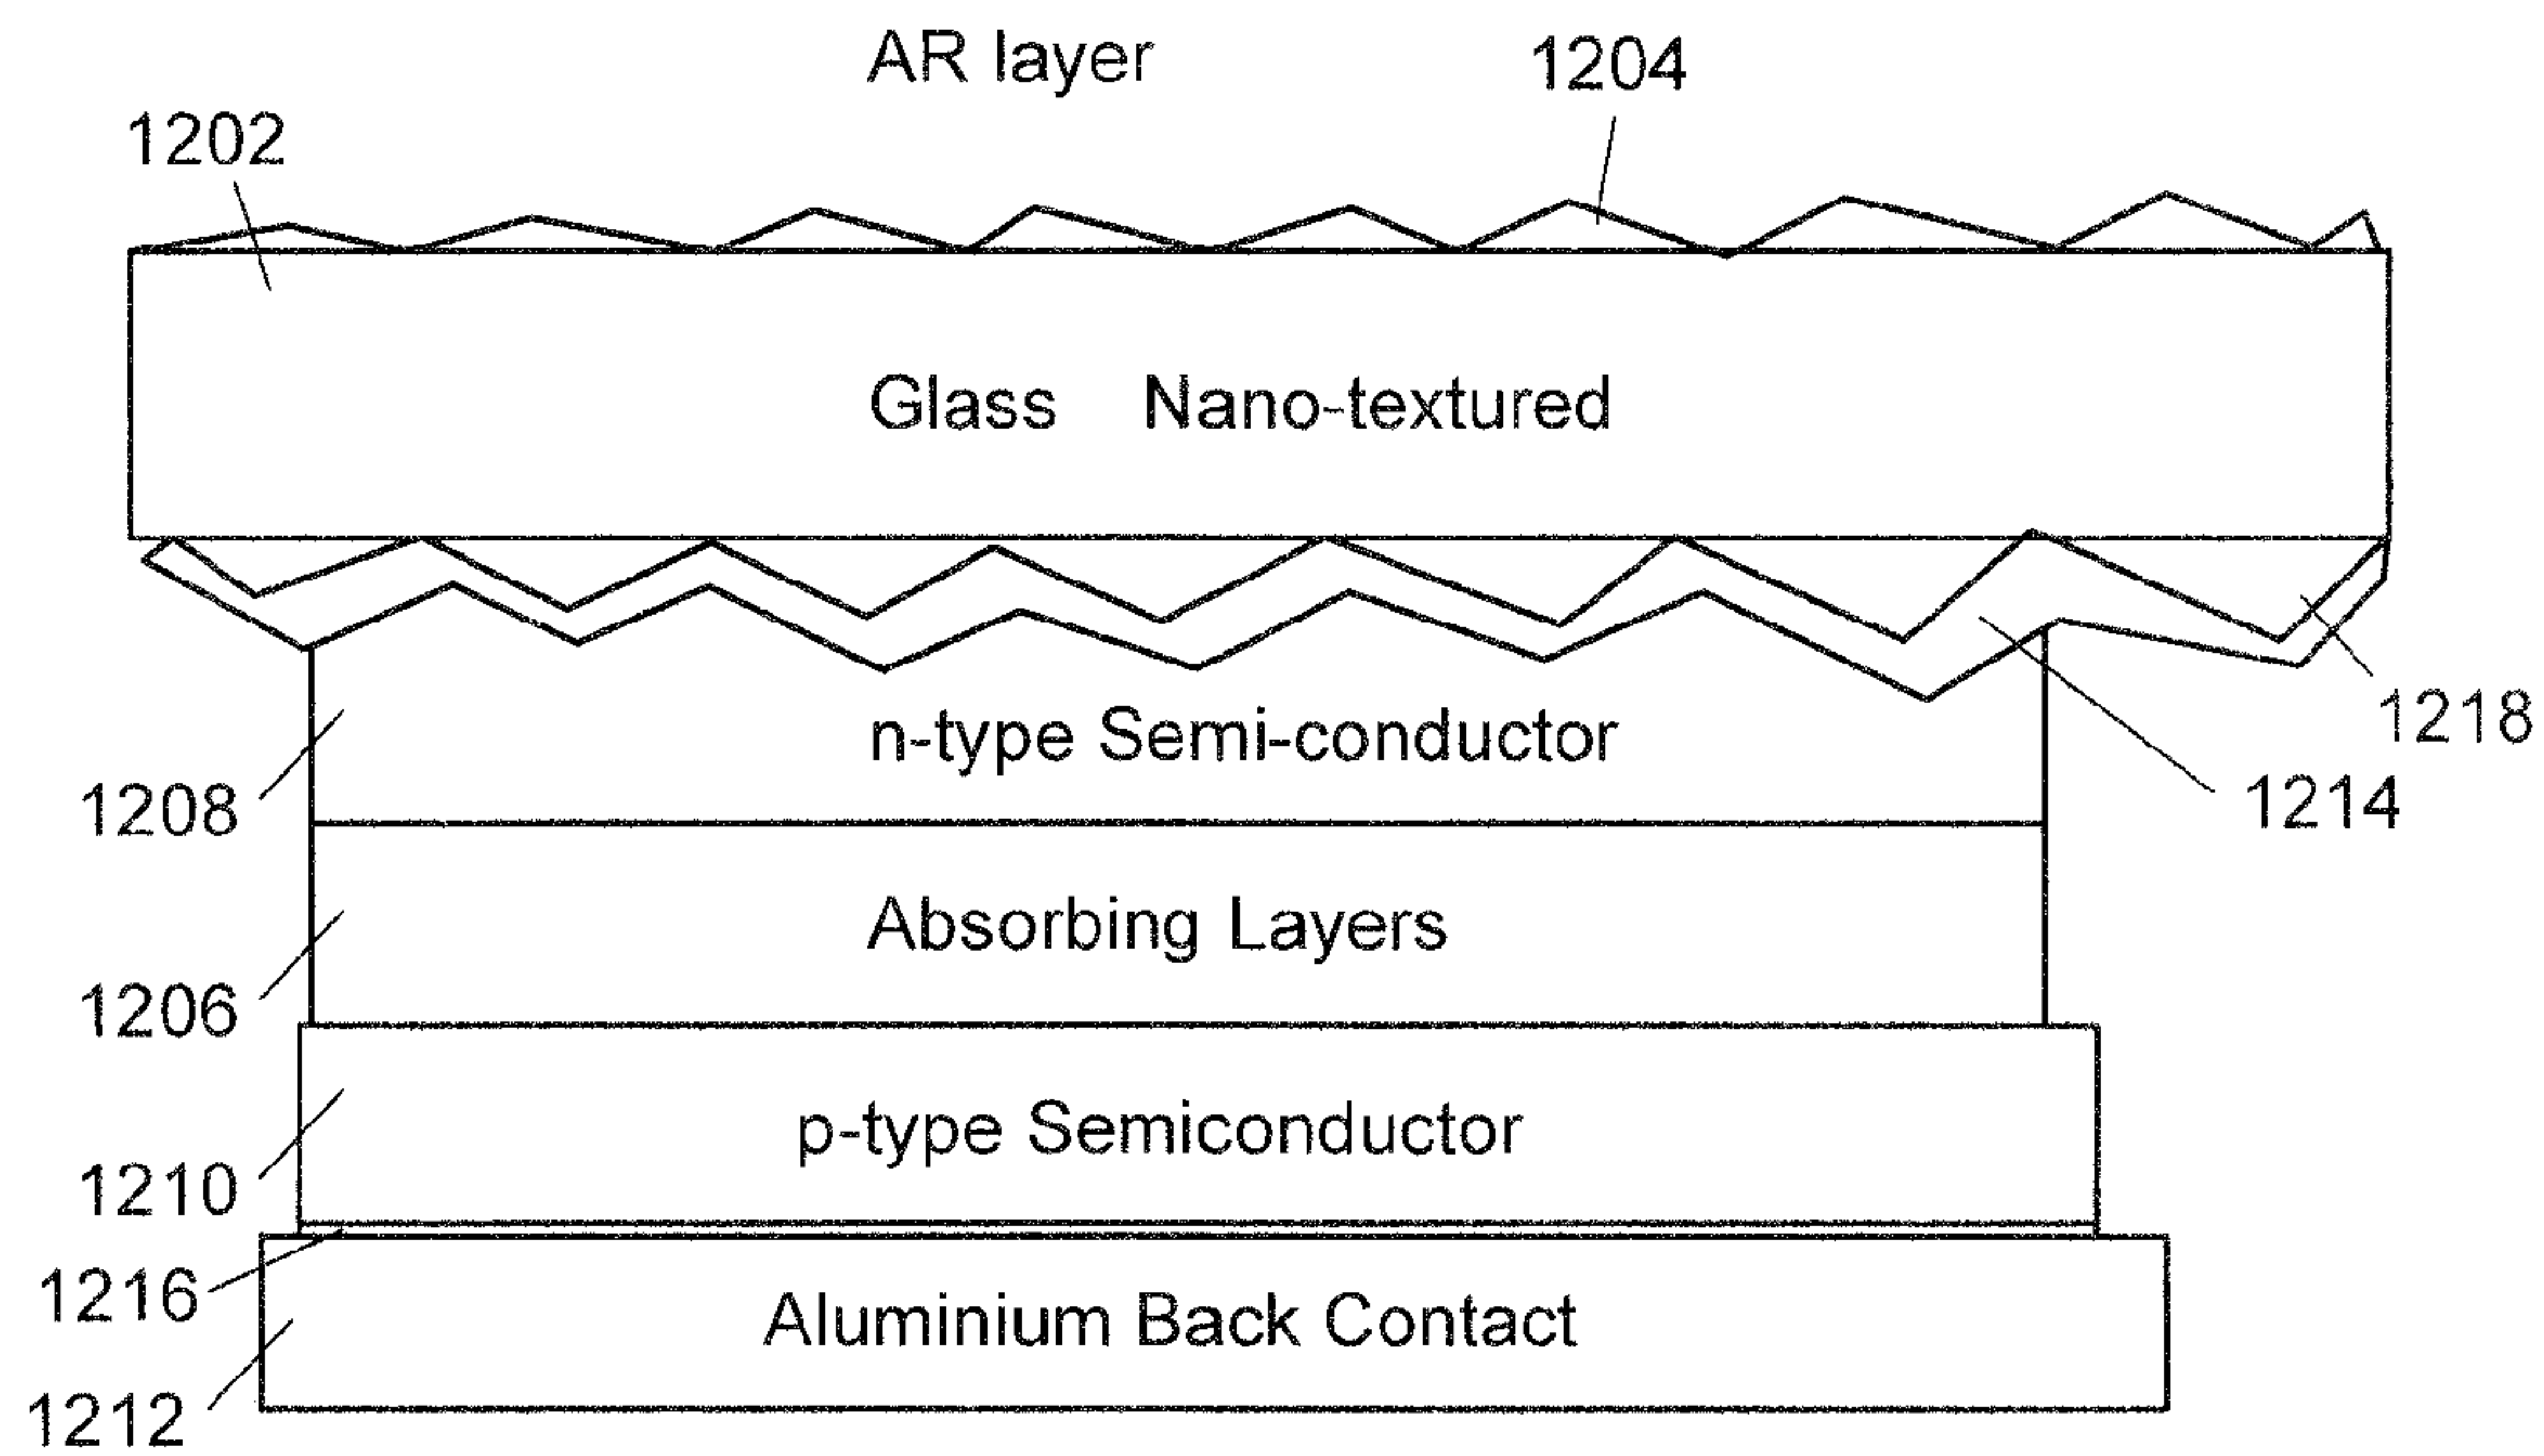 AR layer
1204
1202
Glass Nano-textured
n-type Semi-conductor
1218
1208
1214
Absorbing Layers
1206
p-type Semiconductor
1210
1216
Aluminium Back Contact
1212